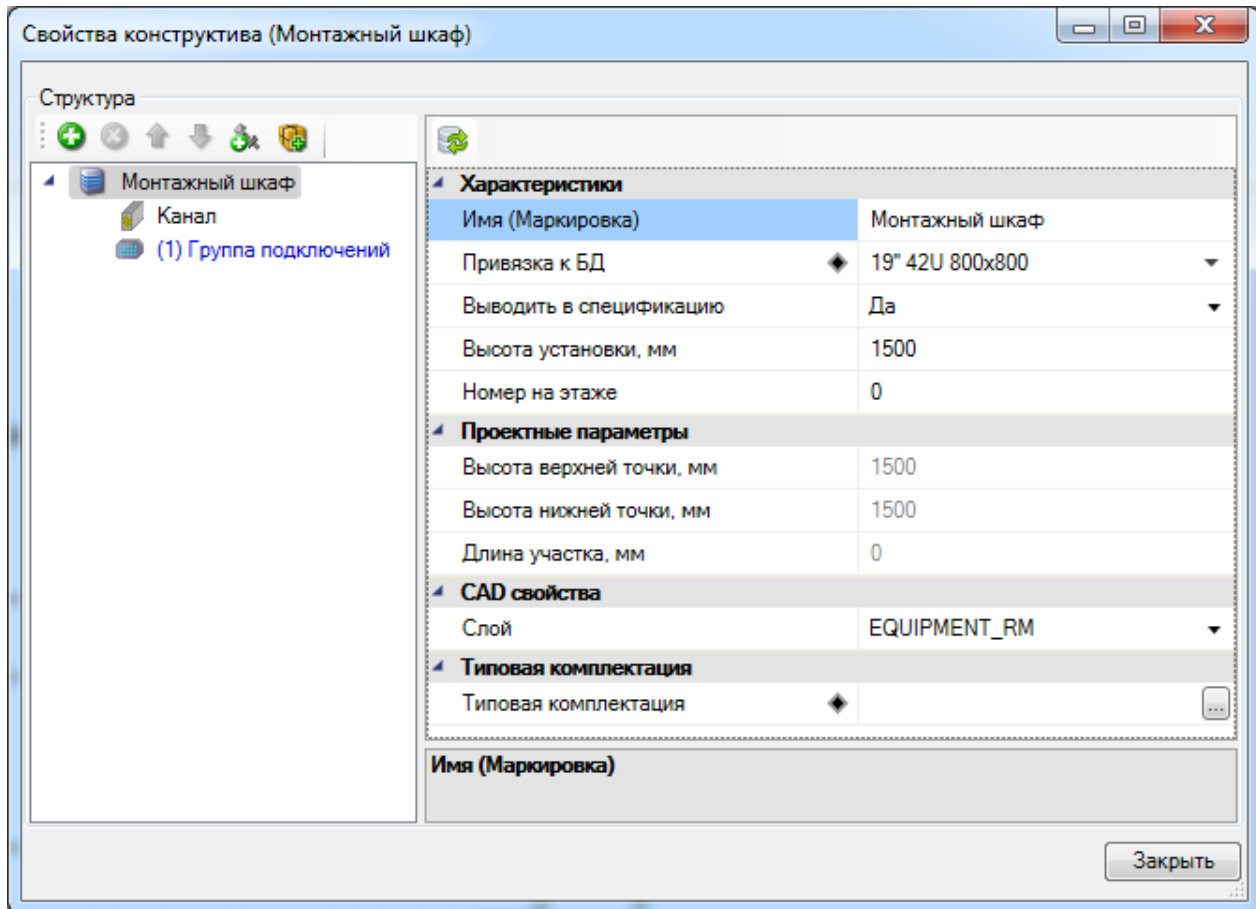 Свойства конструктива (Монтажный шкаф)
Структура
Монтажный шкаф
Канал
(1) Группа подключений
Характеристики
Имя (Маркировка) Монтажный шкаф
Привязка к БД 19" 42U 800x800
Выводить в спецификацию Да
Высота установки, мм 1500
Номер на этаже 0
Проектные параметры
Высота верхней точки, мм 1500
Высота нижней точки, мм 1500
Длина участка, мм 0
CAD свойства
Слой EQUIPMENT_RM
Типовая комплектация
Типовая комплектация ...
Имя (Маркировка)
Закрыть